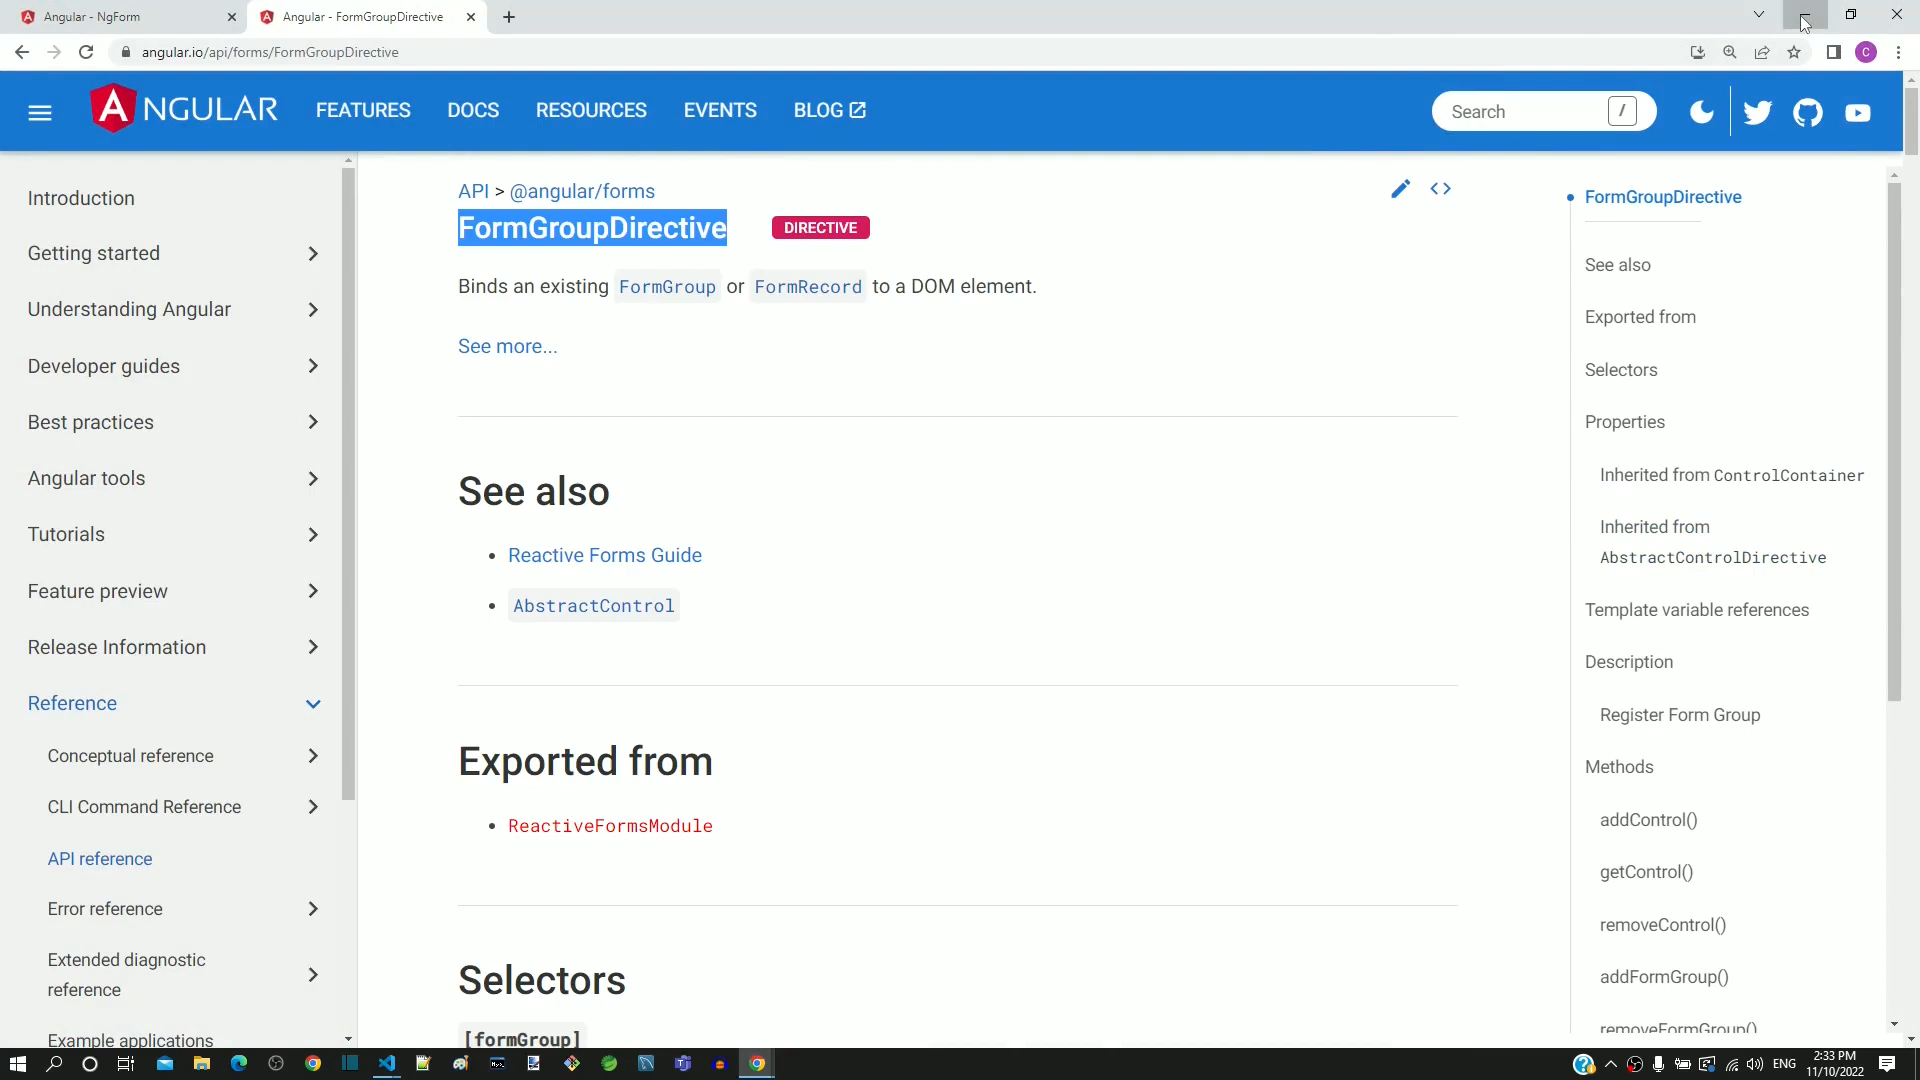 Angular - NgForm
Angular - FormGroupDirective
angular.io/api/forms/FormGroupDirective
C
A NGULAR
FEATURES
DOCS
RESOURCES
EVENTS
BLOG
Search
/
Introduction
Getting started
Understanding Angular
Developer guides
Best practices
Angular tools
Tutorials
Feature preview
Release Information
Reference
Conceptual reference
CLI Command Reference
API reference
Error reference
Extended diagnostic
reference
Example applications
API > @angular/forms
FormGroupDirective DIRECTIVE
Binds an existing FormGroup or FormRecord to a DOM element.
See more...
See also
• Reactive Forms Guide
• AbstractControl
Exported from
• ReactiveFormsModule
Selectors
[formGroup]
FormGroupDirective
See also
Exported from
Selectors
Properties
Inherited from ControlContainer
Inherited from
AbstractControlDirective
Template variable references
Description
Register Form Group
Methods
addControl()
getControl()
removeControl()
addFormGroup()
removeFormGroup()
ENG
2:33 PM
11/10/2022